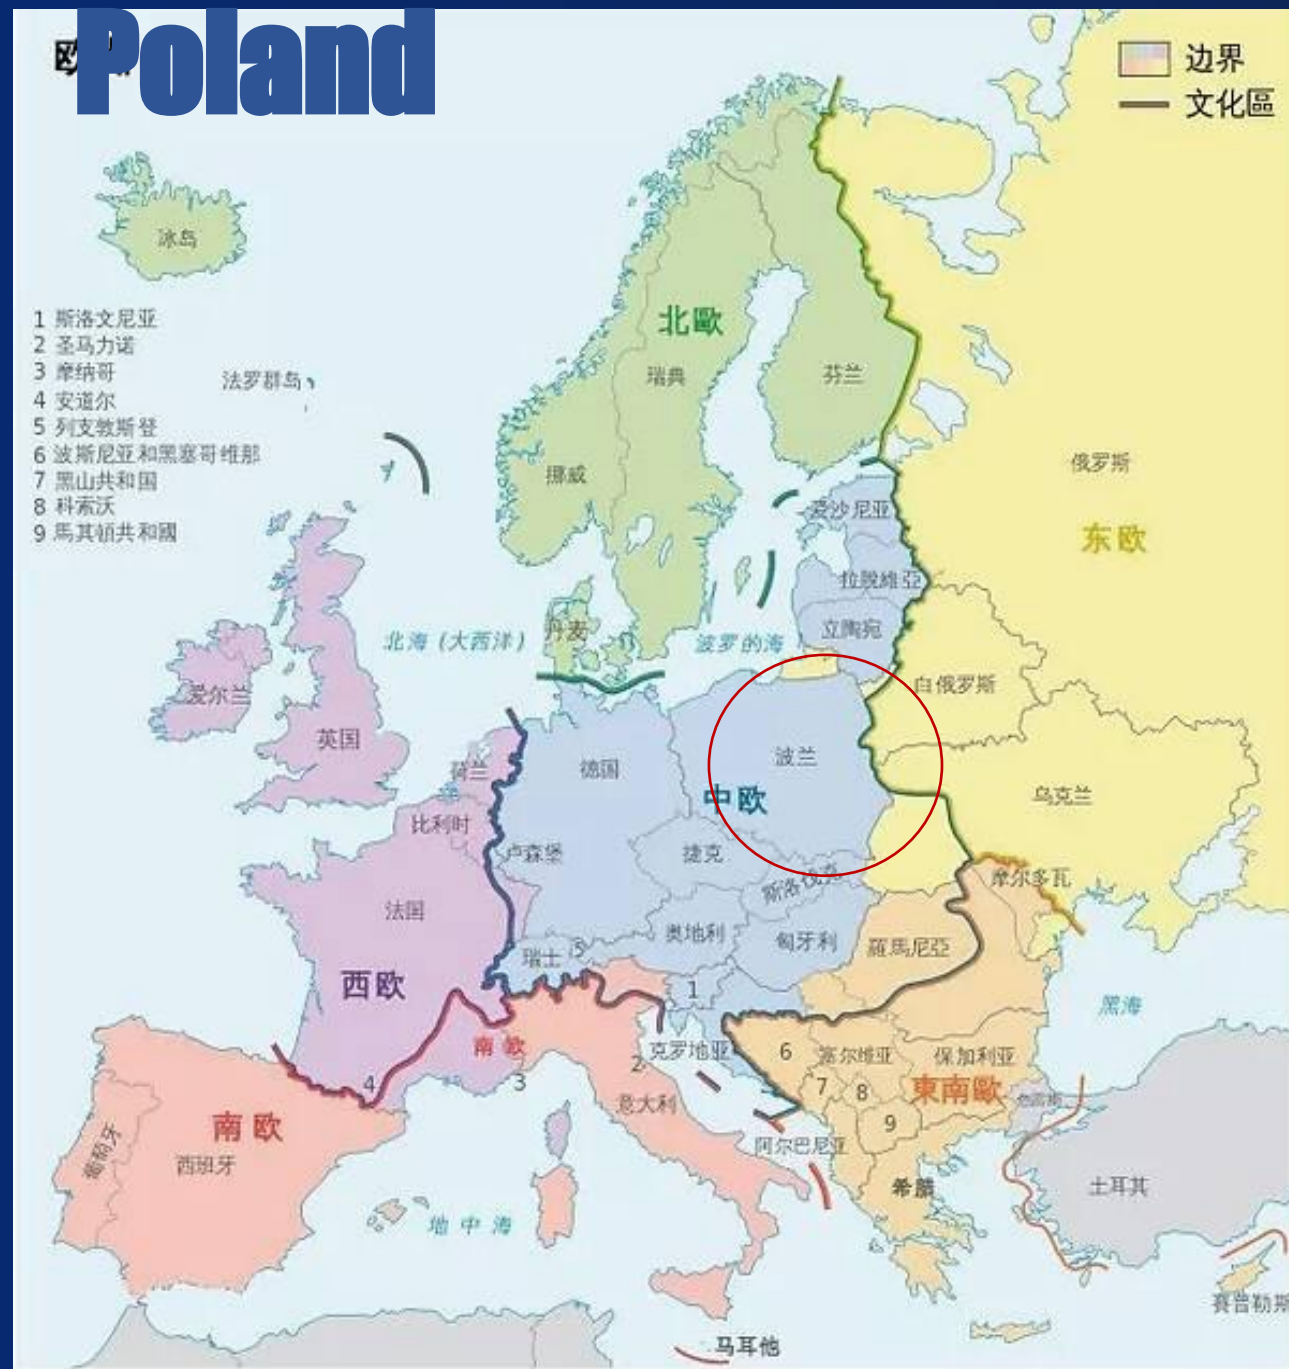 Poland
欧
边界
文化區
冰岛
1 斯洛文尼亚
2 圣马力诺
3 摩纳哥
4 安道尔
5 列支敦斯登
6 波斯尼亚和黑塞哥维那
7 黑山共和国
8 科索沃
9 馬其頓共和國
法罗群岛
北歐
瑞典
芬兰
挪威
俄罗斯
东欧
爱沙尼亚
拉脱維亞
立陶宛
丹麦
北海 (大西洋)
波罗的海
白俄罗斯
爱尔兰
英国
荷兰
德国
波兰
中欧
乌克兰
比利时
卢森堡
捷克
斯洛伐克
摩尔多瓦
法国
奥地利
匈牙利
羅馬尼亞
瑞士
5
西欧
1
黑海
南欧
克罗地亚
6
塞尔维亚
保加利亚
2
3
4
7
8
東南歐
意大利
9
南欧
葡萄牙
西班牙
阿尔巴尼亚
希腊
土耳其
地中海
赛普勒斯
马耳他